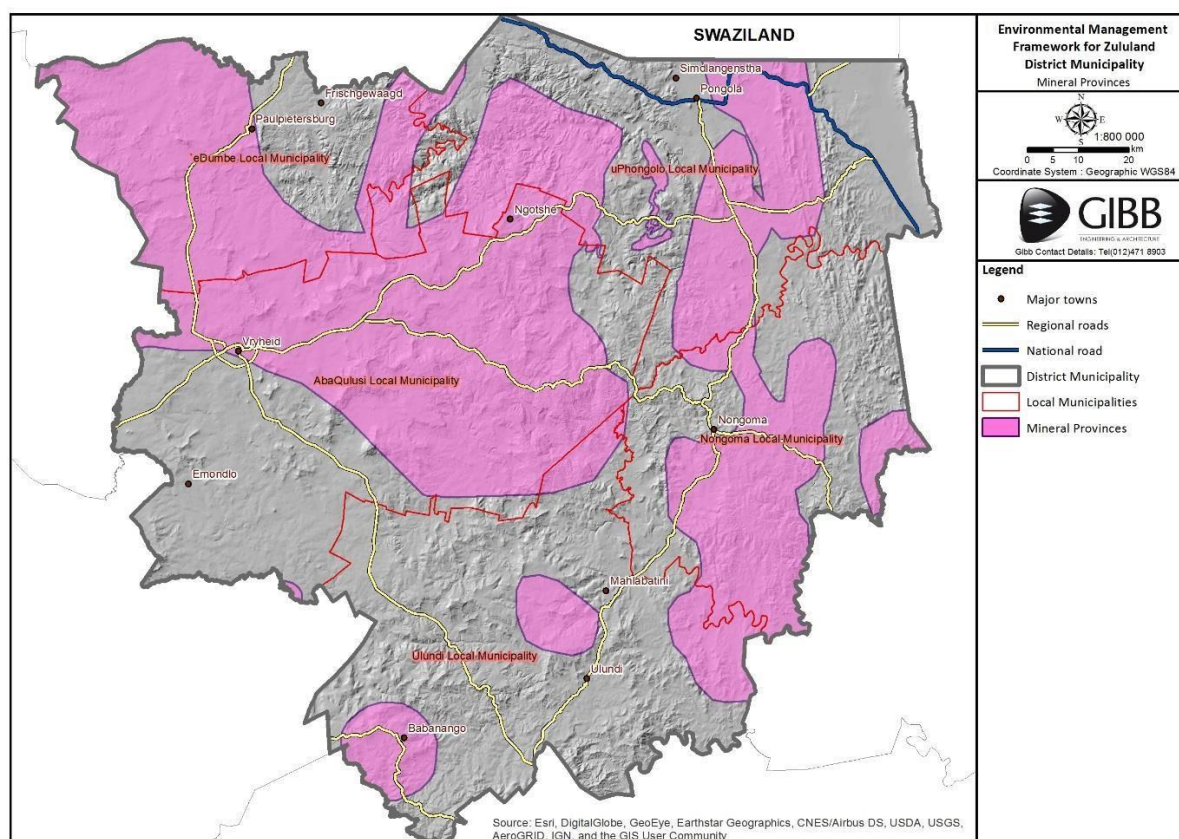 SWAZILAND
Simdlangenstha
Pongola
Frischgewaagd
Paulpietersburg
eDumbe Local Municipality
uPhongolo Local Municipality
Ngotshe
Vryheid
AbaQulusi Local Municipality
Nongoma
Nongoma Local Municipality
Emondlo
Mahlabatini
Ulundi Local Municipality
Ulundi
Babanango
Source: Esri, DigitalGlobe, GeoEye, Earthstar Geographics, CNES/Airbus DS, USDA, USGS,
AeroGRID, IGN, and the GIS User Community
Environmental Management
Framework for Zululand
District Municipality
Mineral Provinces
N
W E
S
1:800 000
km
0 5 10 20
Coordinate System : Geographic WGS84
GIBB
ENGINEERING & ARCHITECTURE
Gibb Contact Details: Tel(012)471 8903
Legend
Major towns
Regional roads
National road
District Municipality
Local Municipalities
Mineral Provinces